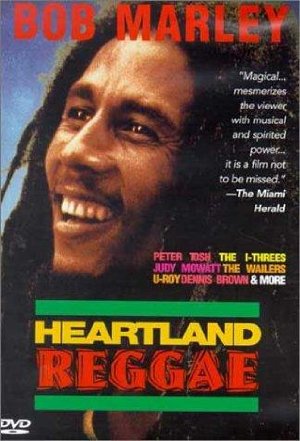 BOB MARLEY
"Magical...
mesmerizes
the viewer
with musical
and spirited
power...
it is a film not
to be missed."
—The Miami
Herald
PETER TOSH THE I-THREES
JUDY MOWATT THE WAILERS
U-ROY DENNIS BROWN & MORE
HEARTLAND
REGGAE
DVD